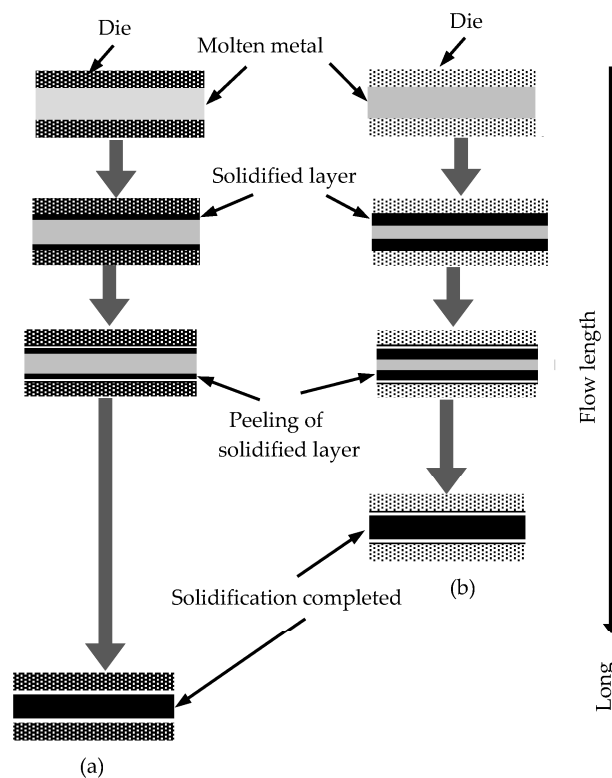 Die
Die
Molten metal
Solidified layer
Peeling of
solidified layer
Solidification completed
(b)
(a)
Flow length
Long